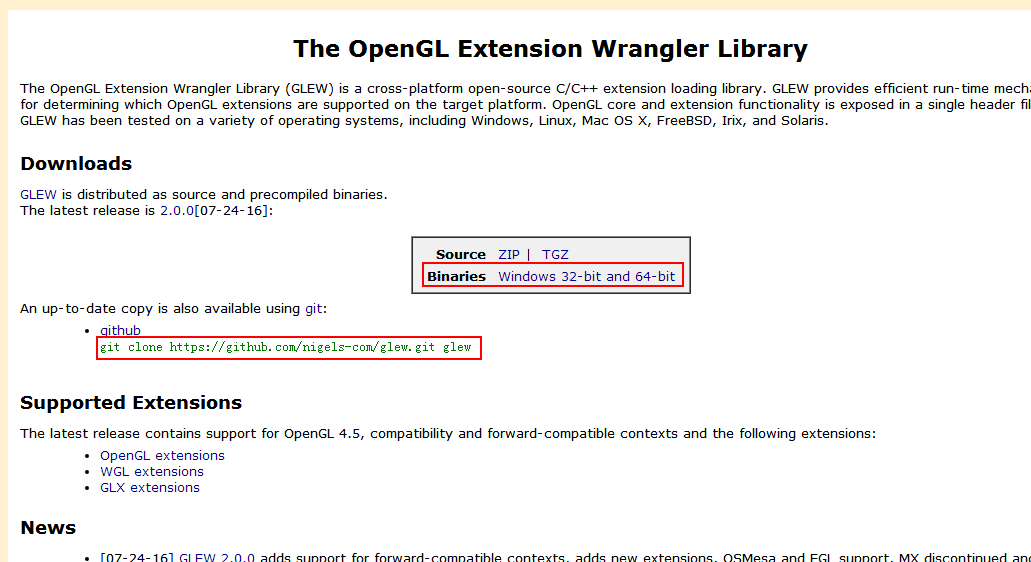 The OpenGL Extension Wrangler Library
The OpenGL Extension Wrangler Library (GLEW) is a cross-platform open-source C/C++ extension loading library. GLEW provides efficient run-time
for determining which OpenGL extensions are supported on the target platform. OpenGL core and extension functionality is exposed in a single header
GLEW has been tested on a variety of operating systems, including Windows, Linux, Mac OS X, FreeBSD, Irix, and Solaris.
Downloads
GLEW is distributed as source and precompiled binaries.
The latest release is 2.0.0[07-24-16]:
Source ZIP | TGZ
Binaries Windows 32-bit and 64-bit
An up-to-date copy is also available using git:
• github
git clone https://github.com/nigels-com/glew.git glew
Supported Extensions
The latest release contains support for OpenGL 4.5, compatibility and forward-compatible contexts and the following extensions:
• OpenGL extensions
• WGL extensions
• GLX extensions
News
• [07-24-16] GLEW 2.0.0 adds support for forward-compatible contexts, adds new extensions, OSMesa and EGL support, MX discontinued and